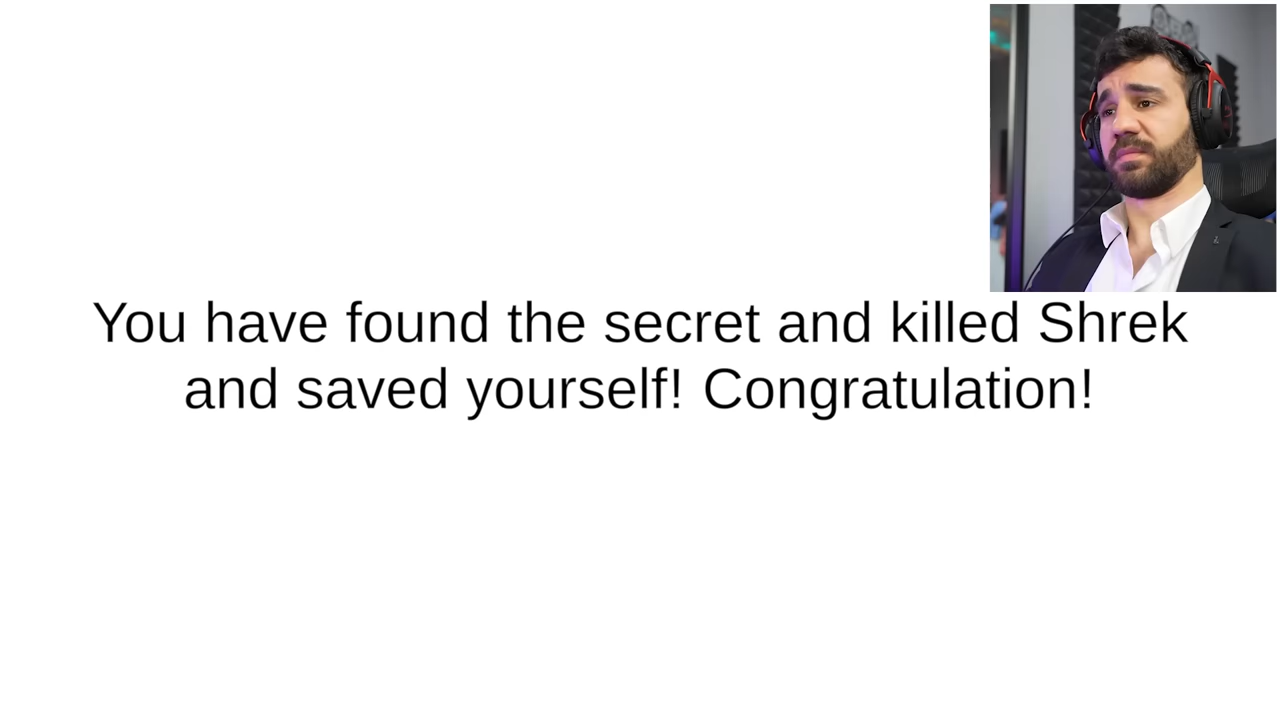 You have found the secret and killed Shrek
and saved yourself! Congratulation!